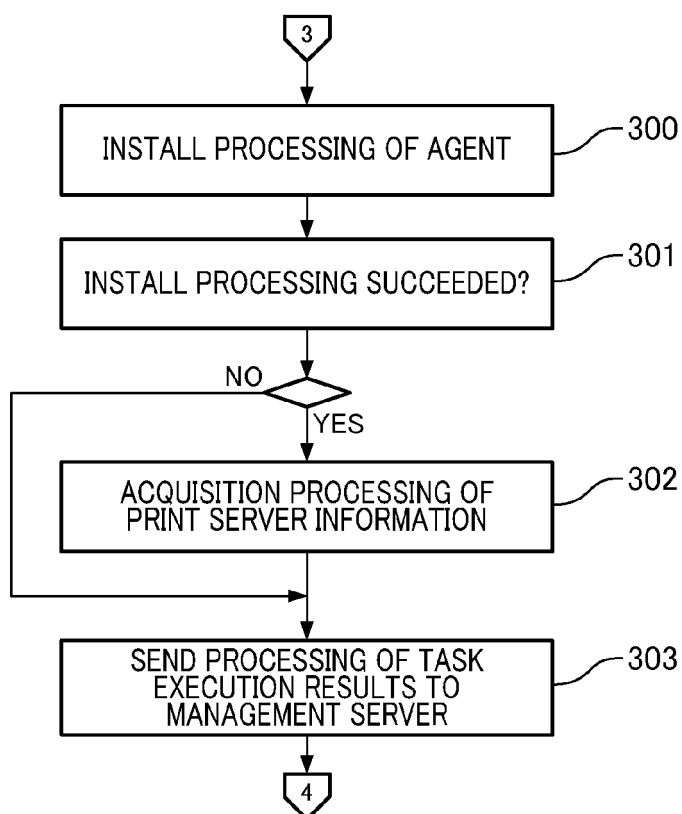 3
INSTALL PROCESSING OF AGENT
300
INSTALL PROCESSING SUCCEEDED?
301
NO
YES
ACQUISITION PROCESSING OF
PRINT SERVER INFORMATION
302
SEND PROCESSING OF TASK
EXECUTION RESULTS TO
MANAGEMENT SERVER
303
4